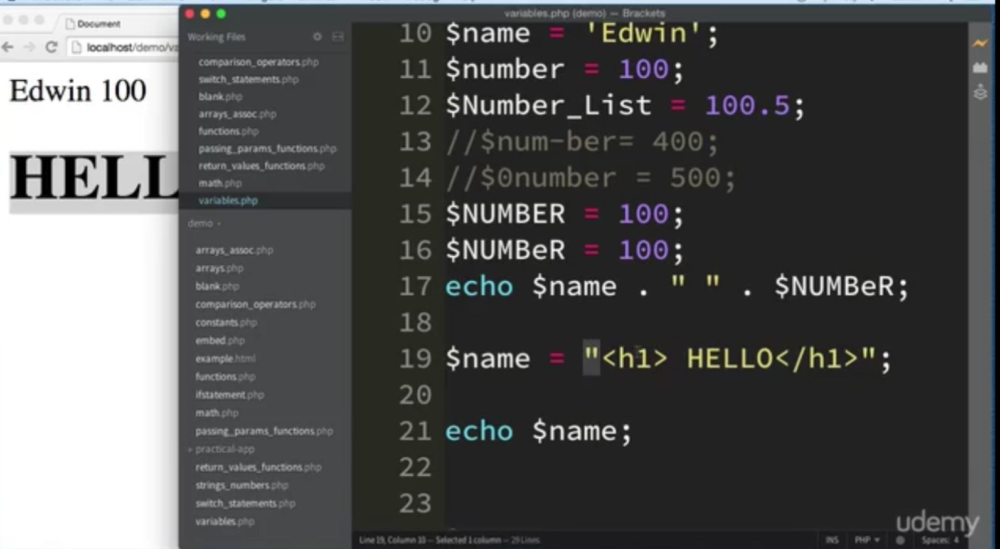 variables.php (demo) — Brackets
Document
localhost/demo/va
Edwin 100
HELL
Working Files
comparison_operators.php
switch_statements.php
blank.php
arrays_assoc.php
functions.php
passing_params_functions.php
return_values_functions.php
math.php
variables.php
demo
arrays_assoc.php
arrays.php
blank.php
comparison_operators.php
constants.php
embed.php
example.html
functions.php
ifstatement.php
math.php
passing_params_functions.php
practical-app
return_values_functions.php
strings_numbers.php
switch_statements.php
variables.php
10 $name = 'Edwin';
11 $number = 100;
12 $Number_List = 100.5;
13 //$num-ber= 400;
14 //$0number = 500;
15 $NUMBER = 100;
16 $NUMBeR = 100;
17 echo $name . " " . $NUMBeR;
18
19 $name = "<h1> HELLO</h1>";
20
21 echo $name;
22
23
udemy
Line 19, Column 10 — Selected 1 column — 29 Lines
INS PHP Spaces: 4